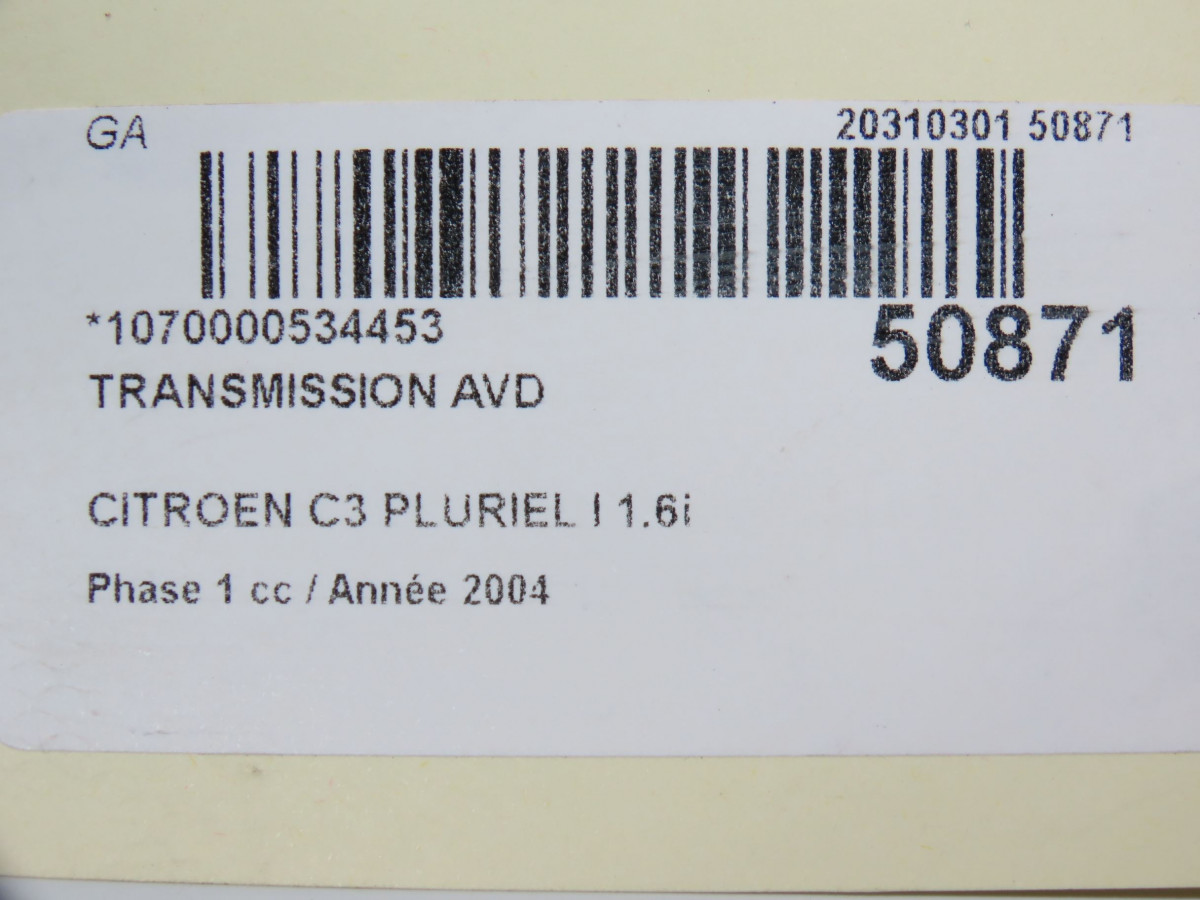 GA 20310301 50871
*1070000534453 50871
TRANSMISSION AVD
CITROEN C3 PLURIEL I 1.6i
Phase 1 cc / Année 2004